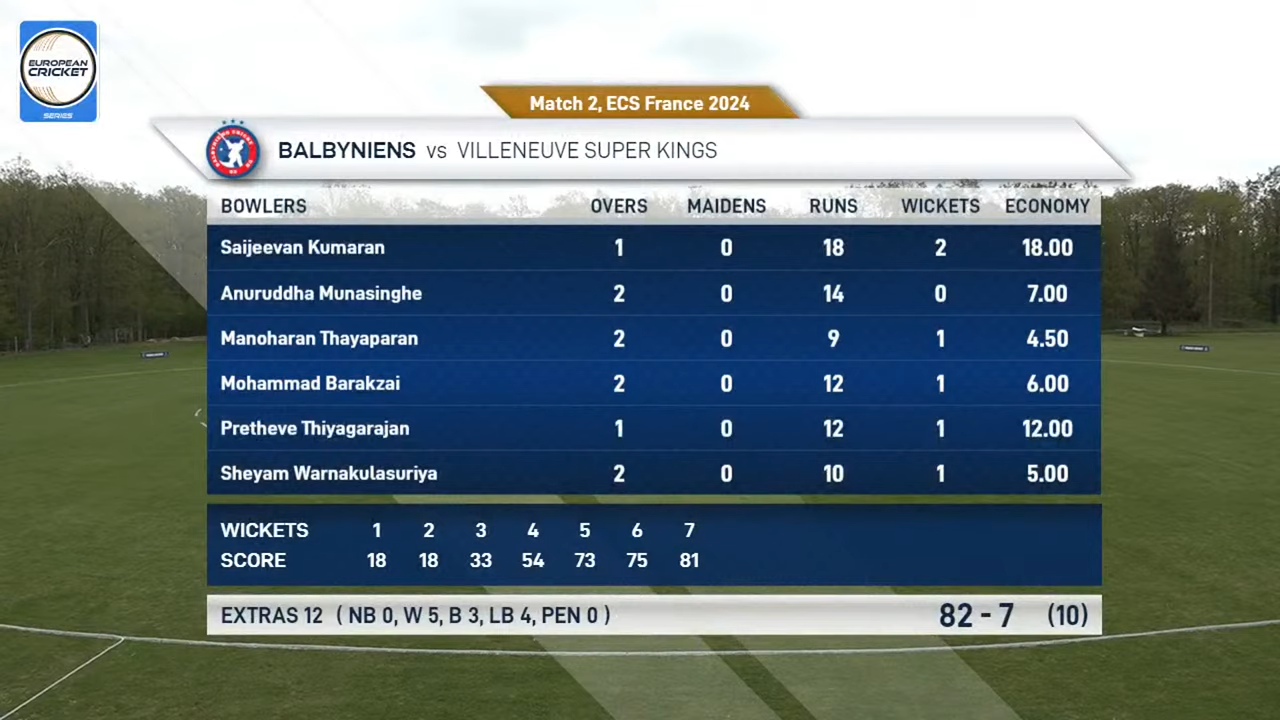 EUROPEAN
CRICKET
SERIES
Match 2, ECS France 2024
BALBYNIENS vs VILLENEUVE SUPER KINGS
BOWLERS OVERS MAIDENS RUNS WICKETS ECONOMY
Saijeevan Kumaran 1 0 18 2 18.00
Anuruddha Munasinghe 2 0 14 0 7.00
Manoharan Thayaparan 2 0 9 1 4.50
Mohammad Barakzai 2 0 12 1 6.00
Pretheve Thiyagarajan 1 0 12 1 12.00
Sheyam Warnakulasuriya 2 0 10 1 5.00
WICKETS 1 2 3 4 5 6 7
SCORE 18 18 33 54 73 75 81
EXTRAS 12 ( NB 0, W 5, B 3, LB 4, PEN 0 ) 82 - 7 (10)